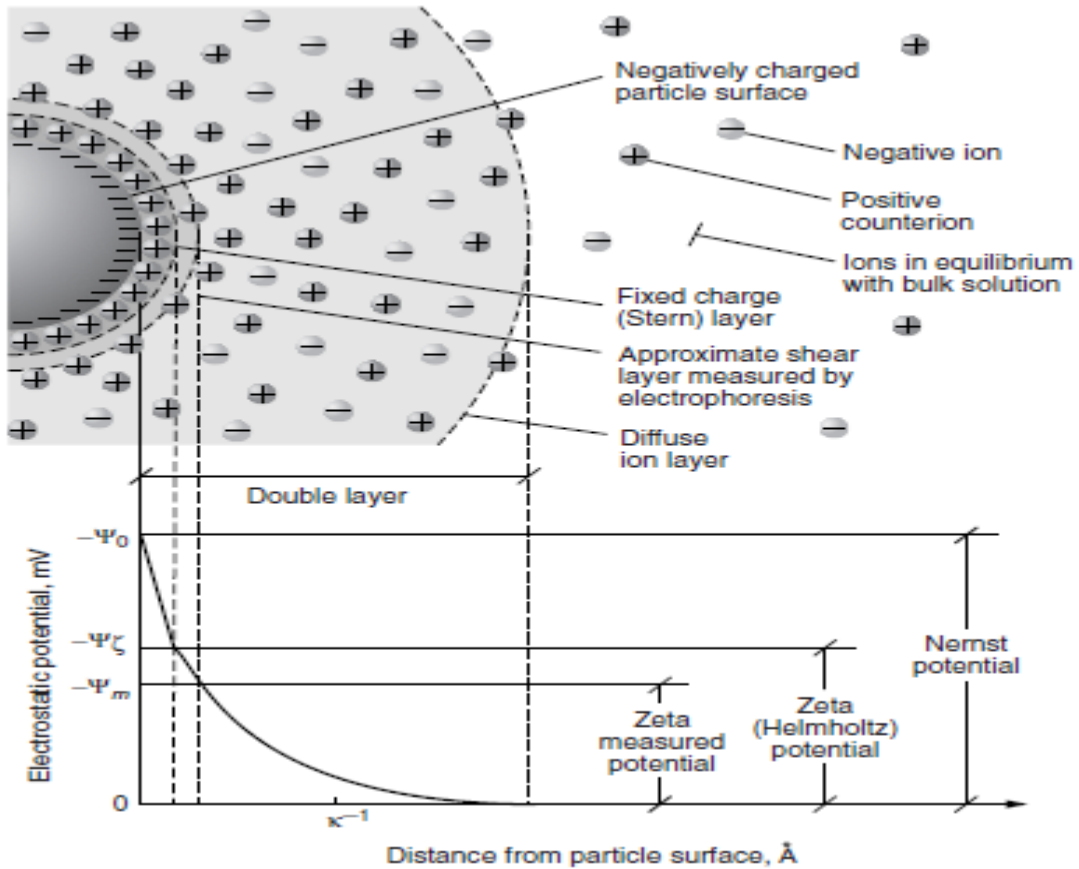 Negatively charged
particle surface
Negative ion
Positive
counterion
Ions in equilibrium
with bulk solution
Fixed charge
(Stern) layer
Approximate shear
layer measured by
electrophoresis
Diffuse
ion layer
Double layer
Electrostatic potential, mV
−Ψ0
−Ψζ
−Ψm
0
κ−1
Nernst
potential
Zeta
(Helmholtz)
potential
Zeta
measured
potential
Distance from particle surface, Å